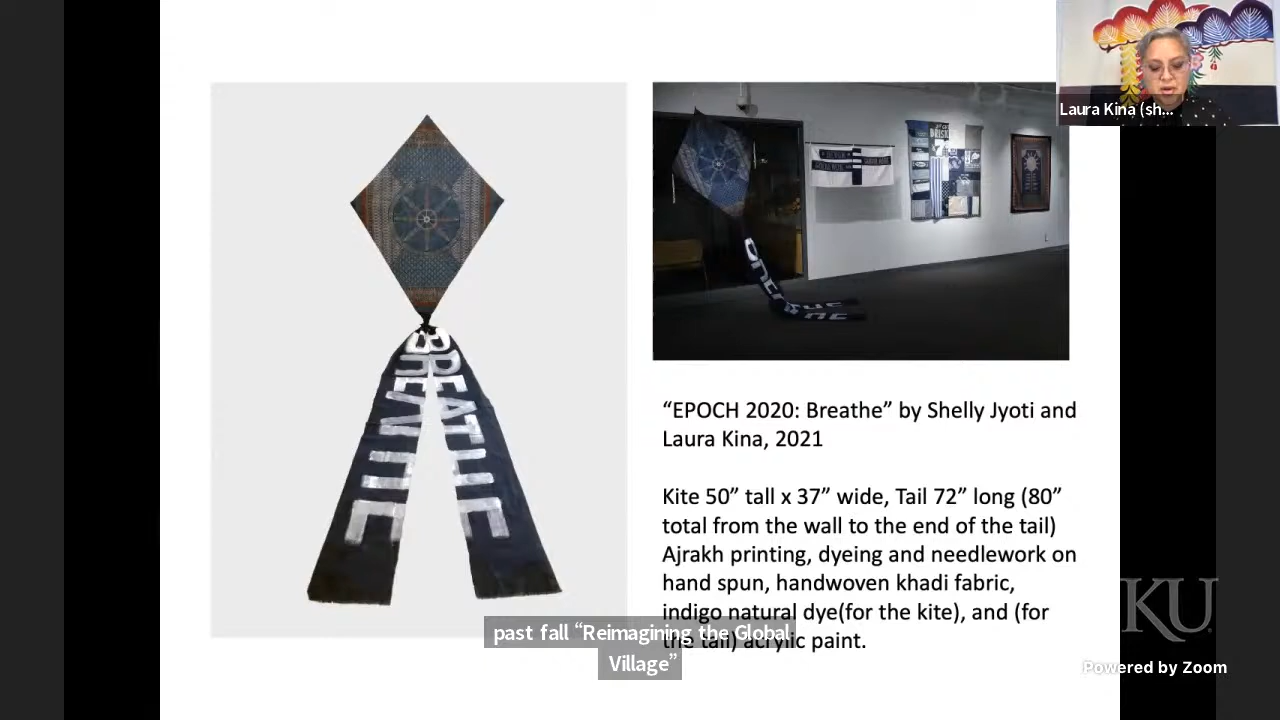 Laura Kina (sh...
BREATHE
BREATHE
“EPOCH 2020: Breathe” by Shelly Jyoti and
Laura Kina, 2021
Kite 50” tall x 37” wide, Tail 72” long (80”
total from the wall to the end of the tail)
Ajrakh printing, dyeing and needlework on
hand spun, handwoven khadi fabric,
indigo natural dye(for the kite), and (for
the tail) acrylic paint.
past fall “Reimagining the Global
Village”
KU
Powered by Zoom